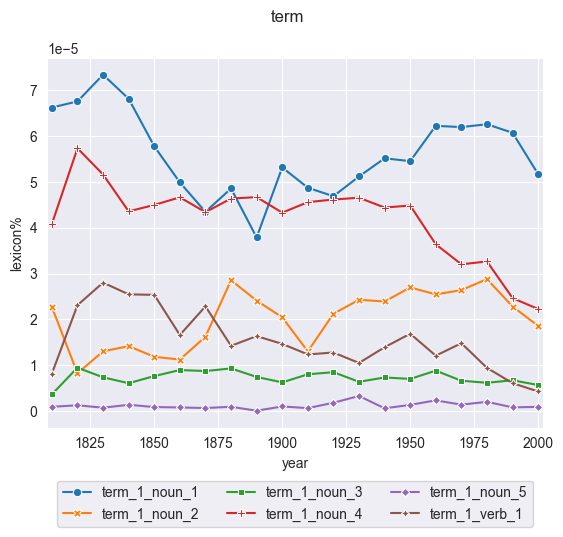 term
1e−5
7
6
5
4
3
2
1
0
lexicon%
1825 1850 1875 1900 1925 1950 1975 2000
year
term_1_noun_1 term_1_noun_3 term_1_noun_5
term_1_noun_2 term_1_noun_4 term_1_verb_1